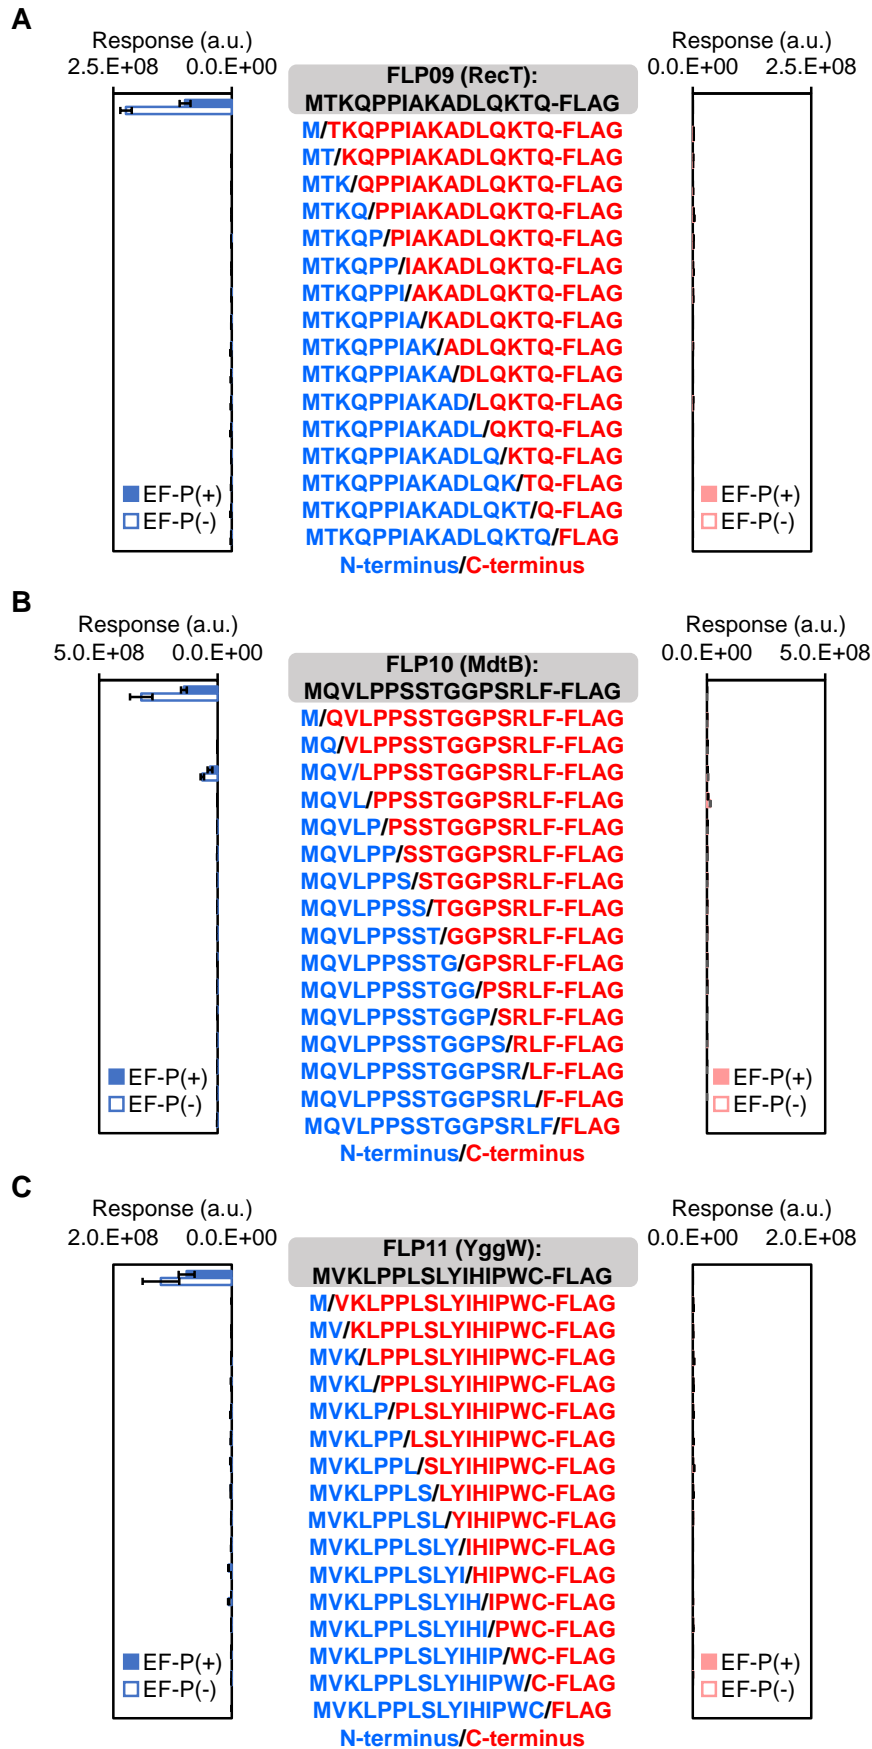 A
Response (a.u.)
2.5.E+08 0.0.E+00
Response (a.u.)
0.0.E+00 2.5.E+08
FLP09 (RecT):
MTKQPPIAKADLQKTQ-FLAG
M/TKQPPIAKADLQKTQ-FLAG
MT/KQPPIAKADLQKTQ-FLAG
MTK/QPPIAKADLQKTQ-FLAG
MTKQ/PPIAKADLQKTQ-FLAG
MTKQP/PIAKADLQKTQ-FLAG
MTKQPP/IAKADLQKTQ-FLAG
MTKQPPI/AKADLQKTQ-FLAG
MTKQPPIA/KADLQKTQ-FLAG
MTKQPPIAK/ADLQKTQ-FLAG
MTKQPPIAKA/DLQKTQ-FLAG
MTKQPPIAKAD/LQKTQ-FLAG
MTKQPPIAKADL/QKTQ-FLAG
MTKQPPIAKADLQ/KTQ-FLAG
MTKQPPIAKADLQK/TQ-FLAG
MTKQPPIAKADLQKT/Q-FLAG
MTKQPPIAKADLQKTQ/FLAG
N-terminus/C-terminus
EF-P(+)
EF-P(-)
EF-P(+)
EF-P(-)
B
Response (a.u.)
5.0.E+08 0.0.E+00
Response (a.u.)
0.0.E+00 5.0.E+08
FLP10 (MdtB):
MQVLPPSSTGGPSRLF-FLAG
M/QVLPPSSTGGPSRLF-FLAG
MQ/VLPPSSTGGPSRLF-FLAG
MQV/LPPSSTGGPSRLF-FLAG
MQVL/PPSSTGGPSRLF-FLAG
MQVLP/PSSTGGPSRLF-FLAG
MQVLPP/SSTGGPSRLF-FLAG
MQVLPPS/STGGPSRLF-FLAG
MQVLPPSS/TGGPSRLF-FLAG
MQVLPPSST/GGPSRLF-FLAG
MQVLPPSSTG/GPSRLF-FLAG
MQVLPPSSTGG/PSRLF-FLAG
MQVLPPSSTGGP/SRLF-FLAG
MQVLPPSSTGGPS/RLF-FLAG
MQVLPPSSTGGPSR/LF-FLAG
MQVLPPSSTGGPSRL/F-FLAG
MQVLPPSSTGGPSRLF/FLAG
N-terminus/C-terminus
EF-P(+)
EF-P(-)
EF-P(+)
EF-P(-)
C
Response (a.u.)
2.0.E+08 0.0.E+00
Response (a.u.)
0.0.E+00 2.0.E+08
FLP11 (YggW):
MVKLPPLSLYIHIPWC-FLAG
M/VKLPPLSLYIHIPWC-FLAG
MV/KLPPLSLYIHIPWC-FLAG
MVK/LPPLSLYIHIPWC-FLAG
MVKL/PPLSLYIHIPWC-FLAG
MVKLP/PLSLYIHIPWC-FLAG
MVKLPP/LSLYIHIPWC-FLAG
MVKLPPL/SLYIHIPWC-FLAG
MVKLPPLS/LYIHIPWC-FLAG
MVKLPPLSL/YIHIPWC-FLAG
MVKLPPLSLY/IHIPWC-FLAG
MVKLPPLSLYI/HIPWC-FLAG
MVKLPPLSLYIH/IPWC-FLAG
MVKLPPLSLYIHI/PWC-FLAG
MVKLPPLSLYIHIP/WC-FLAG
MVKLPPLSLYIHIPW/C-FLAG
MVKLPPLSLYIHIPWC/FLAG
N-terminus/C-terminus
EF-P(+)
EF-P(-)
EF-P(+)
EF-P(-)